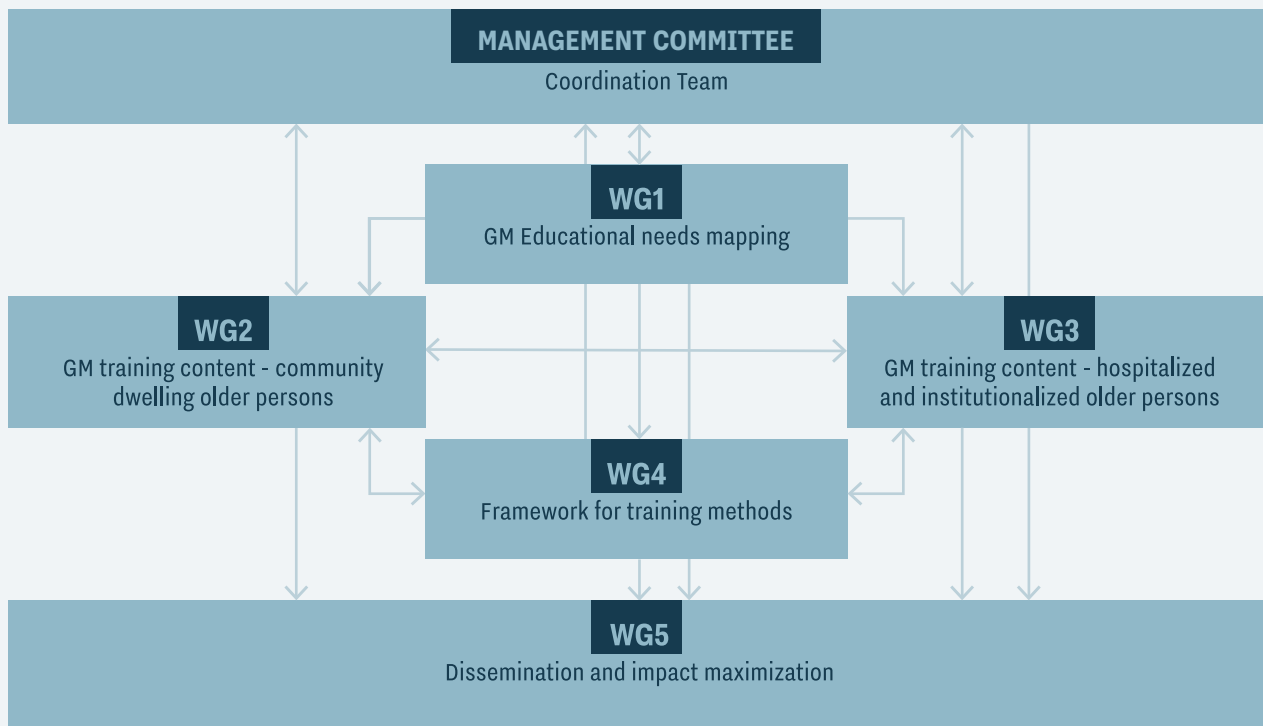 MANAGEMENT COMMITTEE
Coordination Team
WG1
GM Educational needs mapping
WG2
GM training content - community
dwelling older persons
WG3
GM training content - hospitalized
and institutionalized older persons
WG4
Framework for training methods
WG5
Dissemination and impact maximization